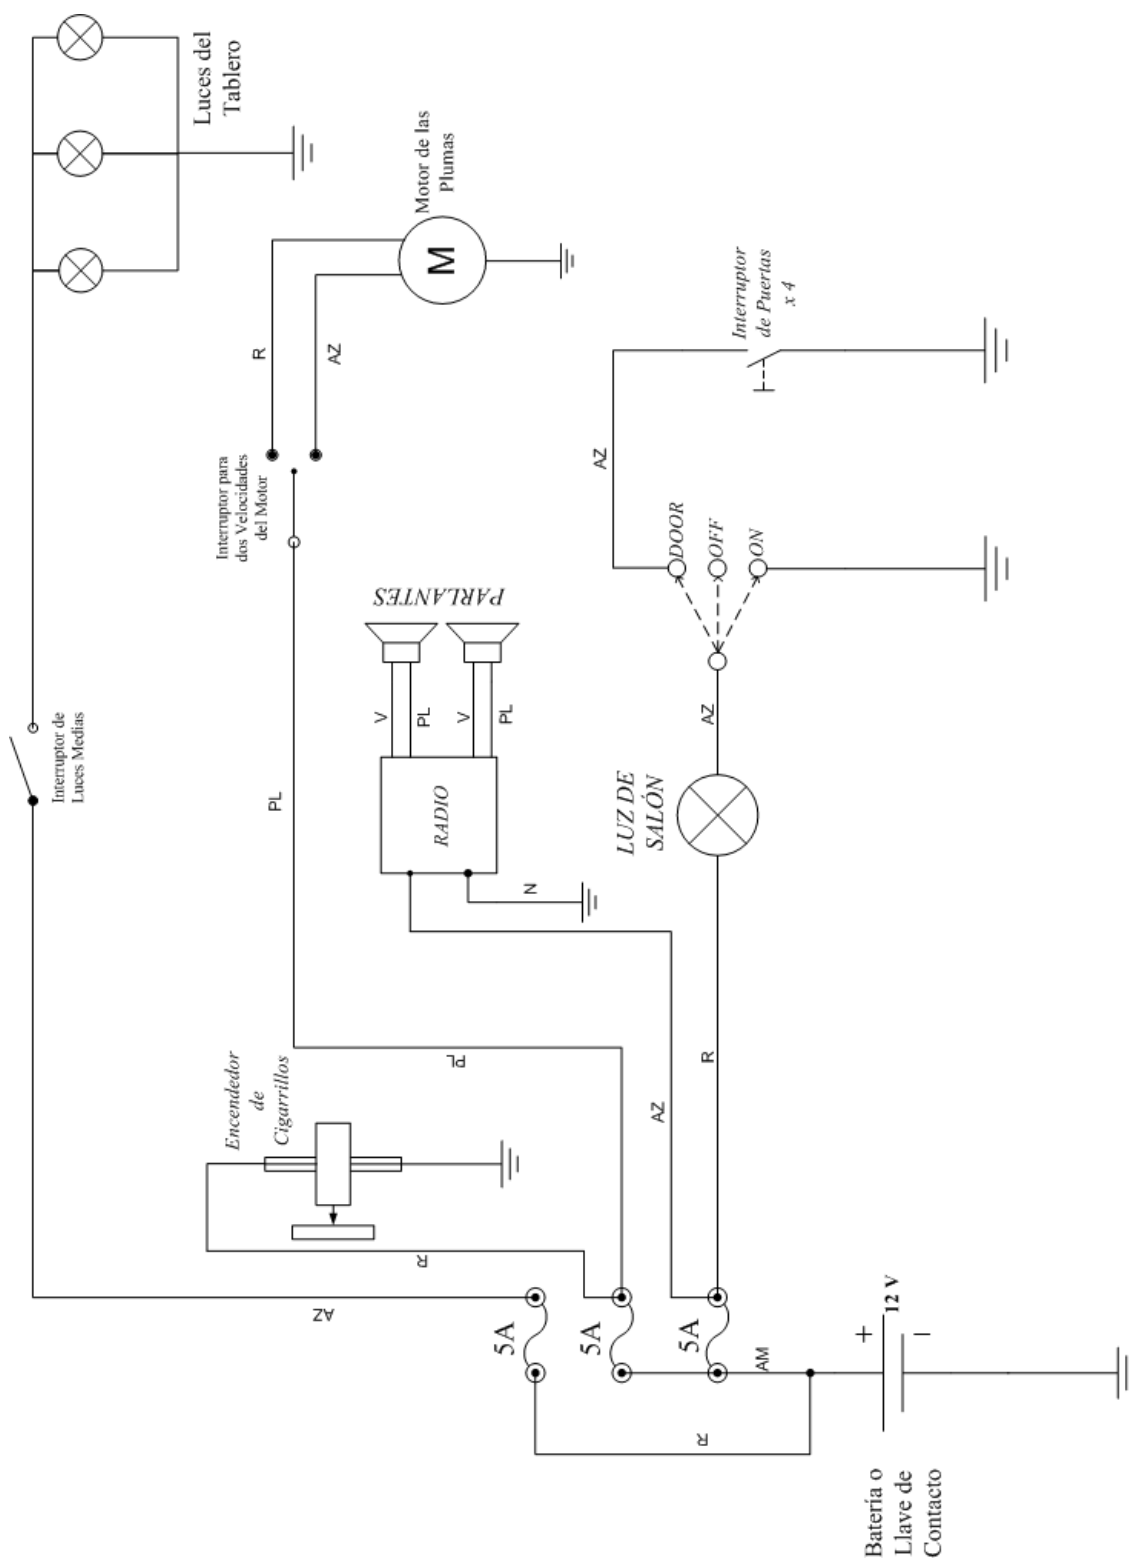 Interruptor de
Luces Medias
Luces del
Tablero
AZ
Encendedor
de
Cigarrillos
R
PL
PL
Interruptor para
dos Velocidades
del Motor
R
AZ
Motor de las
Plumas
M
RADIO
V
PL
V
PL
PARLANTES
N
5A
5A
5A
R
AM
AZ
R
LUZ DE
SALÓN
AZ
DOOR
OFF
ON
AZ
Interruptor
de Puertas
x 4
Batería o
Llave de
Contacto
+
12 V
−